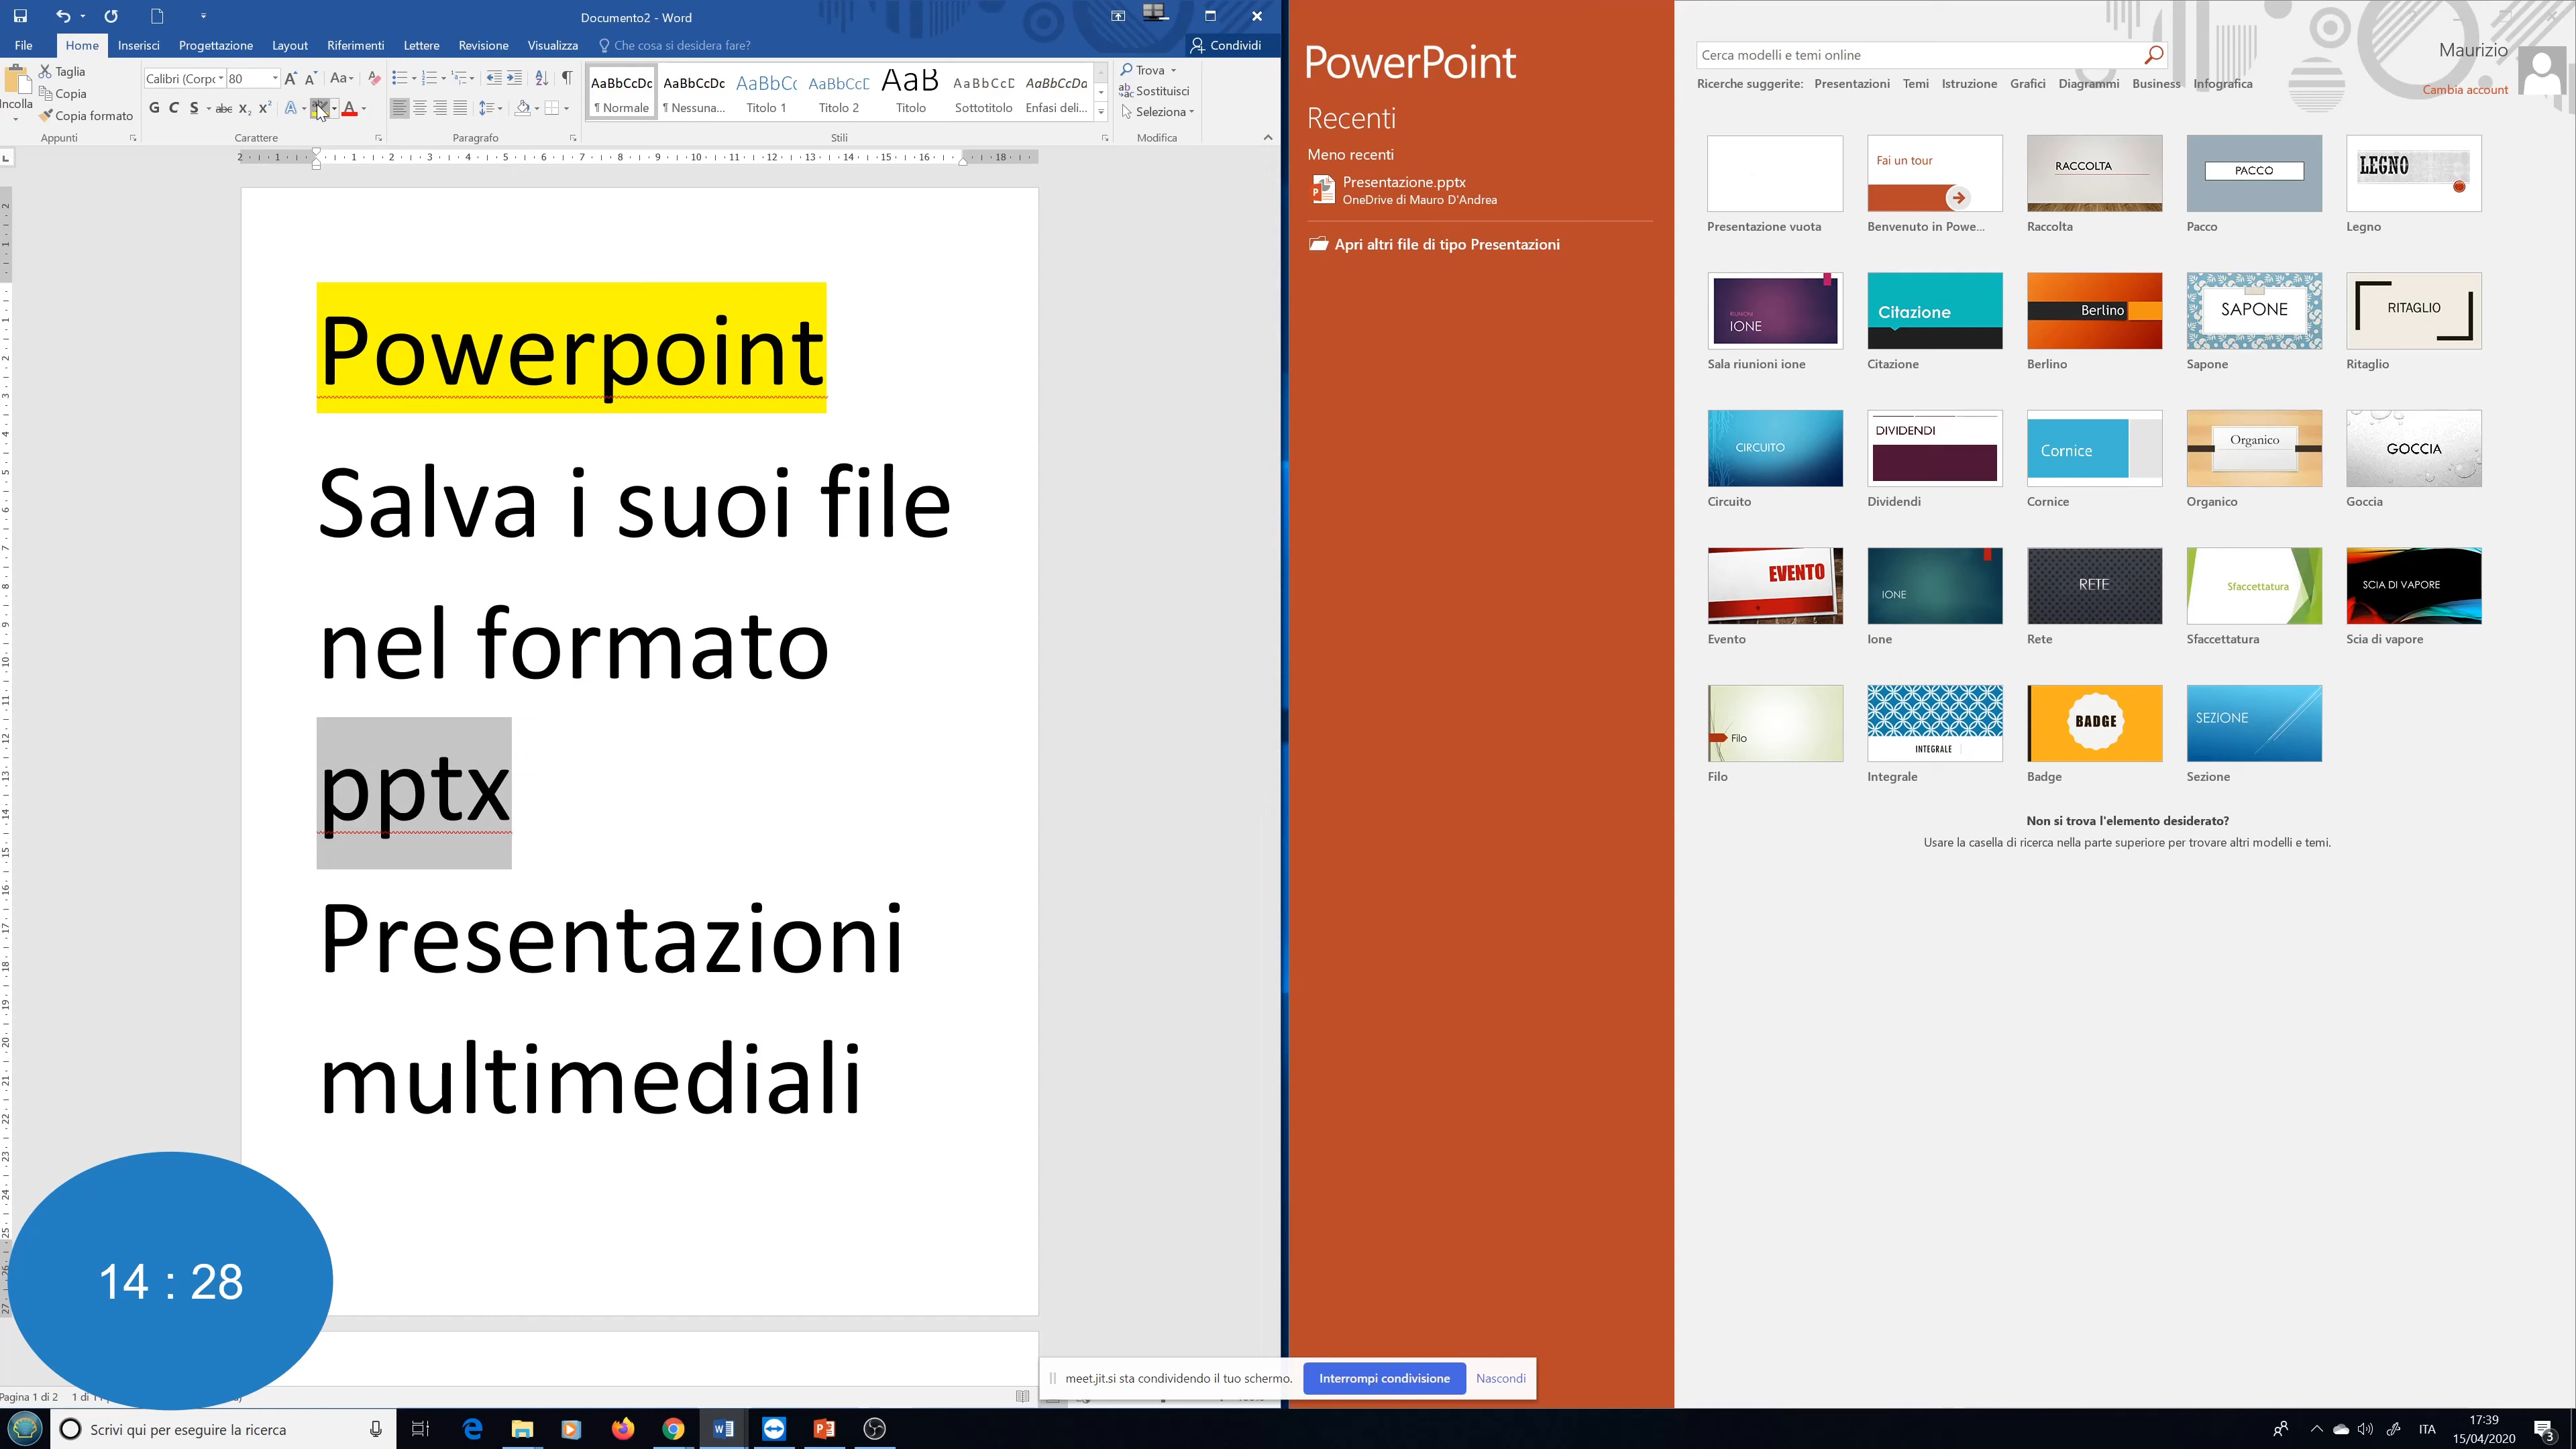 Documento2 - Word
File Home Inserisci Progettazione Layout Riferimenti Lettere Revisione Visualizza Che cosa si desidera fare? Condividi
Taglia
Copia
Copia formato
Appunti
Calibri (Corpo 80
Carattere
Paragrafo
AaBbCcDc AaBbCcDc AaBbCc AaBbCcD AaB AaBbCcD AaBbCcDa
¶ Normale ¶ Nessuna... Titolo 1 Titolo 2 Titolo Sottotitolo Enfasi deli...
Stili
Trova
Sostituisci
Seleziona
Modifica
Powerpoint
Salva i suoi file
nel formato
pptx
Presentazioni
multimediali
14 : 28
Pagina 1 di 2
PowerPoint
Recenti
Meno recenti
Presentazione.pptx
OneDrive di Mauro D'Andrea
Apri altri file di tipo Presentazioni
Cerca modelli e temi online
Ricerche suggerite: Presentazioni Temi Istruzione Grafici Diagrammi Business Infografica
Maurizio
Cambia account
Fai un tour RACCOLTA PACCO LEGNO
Presentazione vuota Benvenuto in Powe... Raccolta Pacco Legno
IONE Citazione Berlino SAPONE RITAGLIO
Sala riunioni ione Citazione Berlino Sapone Ritaglio
CIRCUITO DIVIDENDI Cornice Organico GOCCIA
Circuito Dividendi Cornice Organico Goccia
EVENTO IONE RETE Sfaccettatura SCIA DI VAPORE
Evento Ione Rete Sfaccettatura Scia di vapore
Filo INTEGRALE BADGE SEZIONE
Filo Integrale Badge Sezione
Non si trova l'elemento desiderato?
Usare la casella di ricerca nella parte superiore per trovare altri modelli e temi.
meet.jit.si sta condividendo il tuo schermo. Interrompi condivisione Nascondi
Scrivi qui per eseguire la ricerca
ITA
17:39
15/04/2020
3